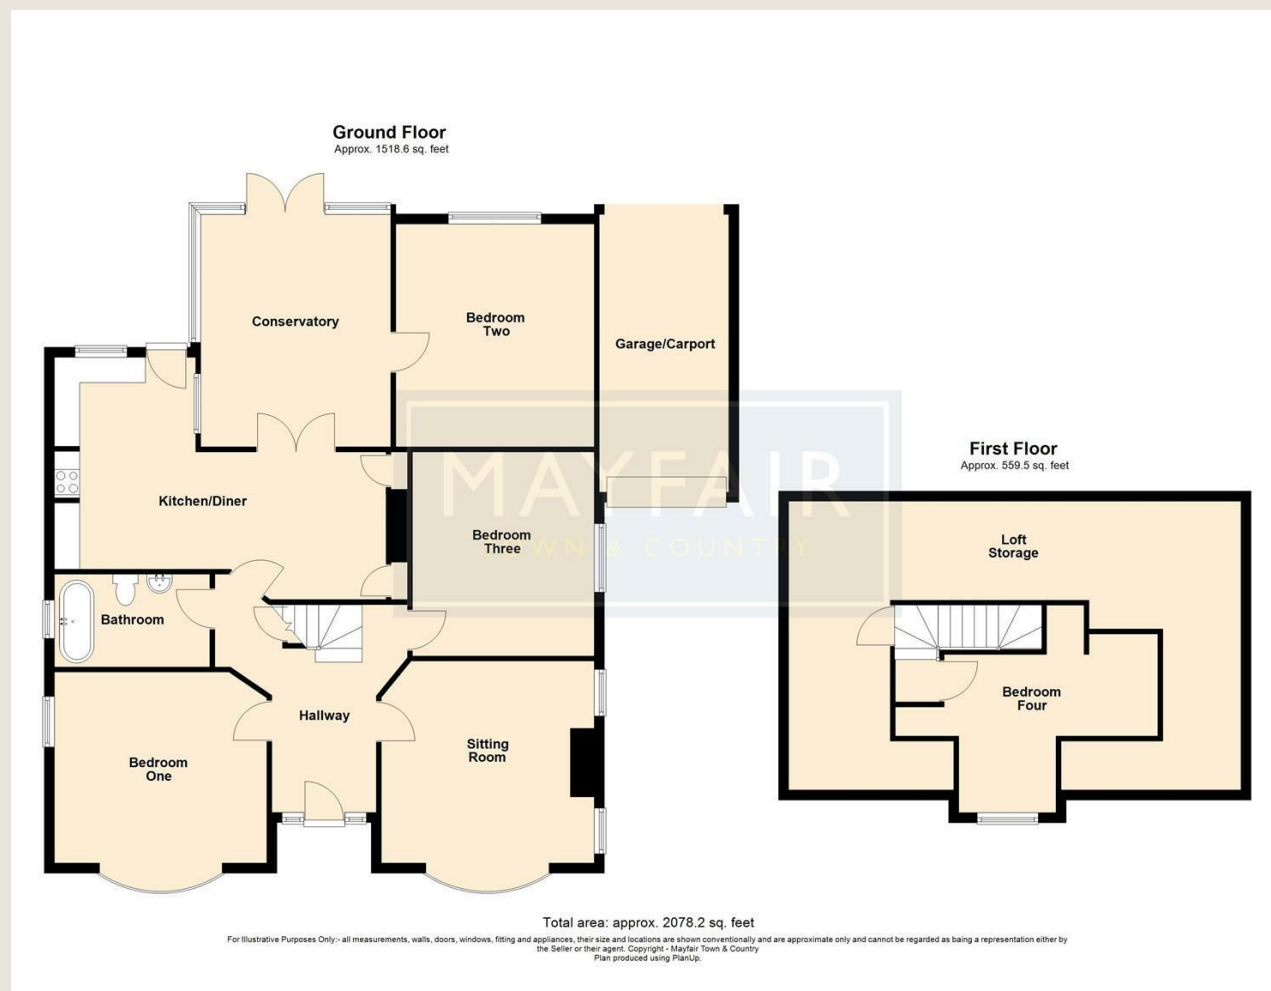 Ground Floor
Approx. 1518.6 sq. feet
Conservatory
Bedroom
Two
Garage/Carport
First Floor
Approx. 559.5 sq. feet
MAYFAIR
TOWN & COUNTRY
Kitchen/Diner
Bedroom
Three
Loft
Storage
Bathroom
Bedroom
Four
Hallway
Sitting
Room
Bedroom
One
Total area: approx. 2078.2 sq. feet
For Illustrative Purposes Only:- all measurements, walls, doors, windows, fitting and appliances, their size and locations are shown conventionally and are approximate only and cannot be regarded as being a representation either by
the Seller or their agent. Copyright - Mayfair Town & Country
Plan produced using PlanUp.